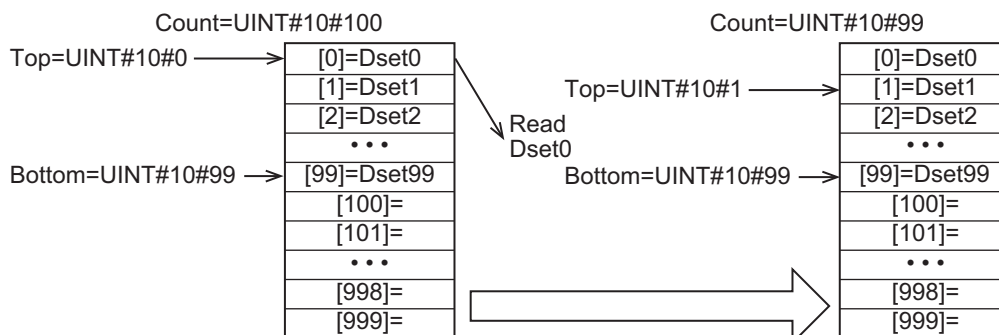 Count=UINT#10#100
Top=UINT#10#0
[0]=Dset0
[1]=Dset1
[2]=Dset2
• • •
Bottom=UINT#10#99
[99]=Dset99
[100]=
[101]=
• • •
[998]=
[999]=
Read
Dset0
Count=UINT#10#99
[0]=Dset0
Top=UINT#10#1
[1]=Dset1
[2]=Dset2
• • •
Bottom=UINT#10#99
[99]=Dset99
[100]=
[101]=
• • •
[998]=
[999]=